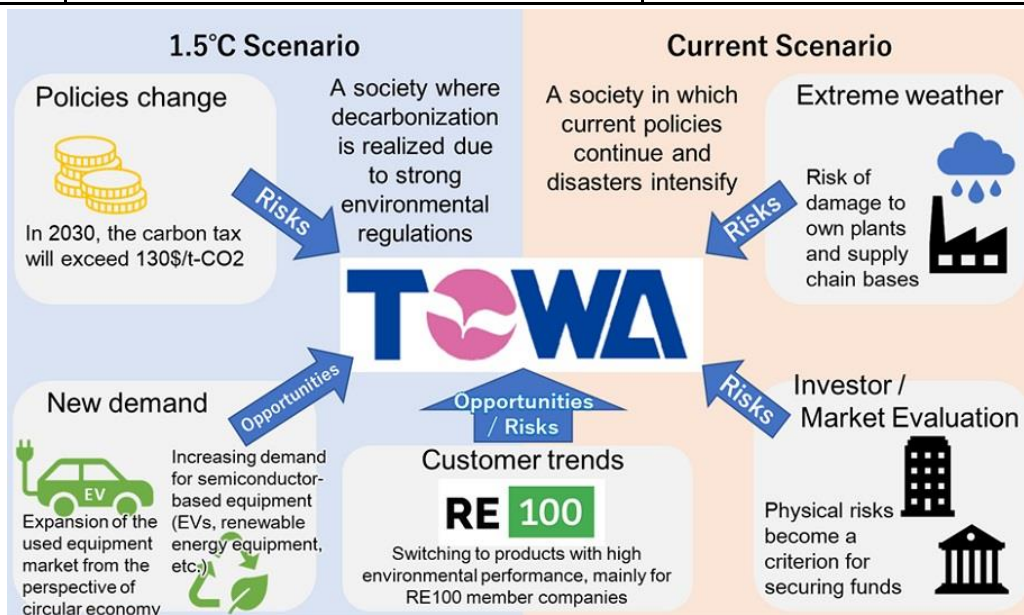 1.5°C Scenario
Policies change
In 2030, the carbon tax
will exceed 130$/t-CO2
Risks
A society where
decarbonization
is realized due
to strong
environmental
regulations
Current Scenario
A society in which
current policies
continue and
disasters intensify
Extreme weather
Risk of
damage to
own plants
and supply
chain bases
Risks
TOWA
New demand
EV
Increasing demand
for semiconductor-
based equipment
(EVs, renewable
energy equipment,
etc.)
Expansion of the
used equipment
market from the
perspective of
circular economy
Opportunities
Opportunities
/ Risks
Customer trends
RE 100
Switching to products with high
environmental performance, mainly for
RE100 member companies
Risks
Investor /
Market Evaluation
Physical risks
become a
criterion for
securing funds